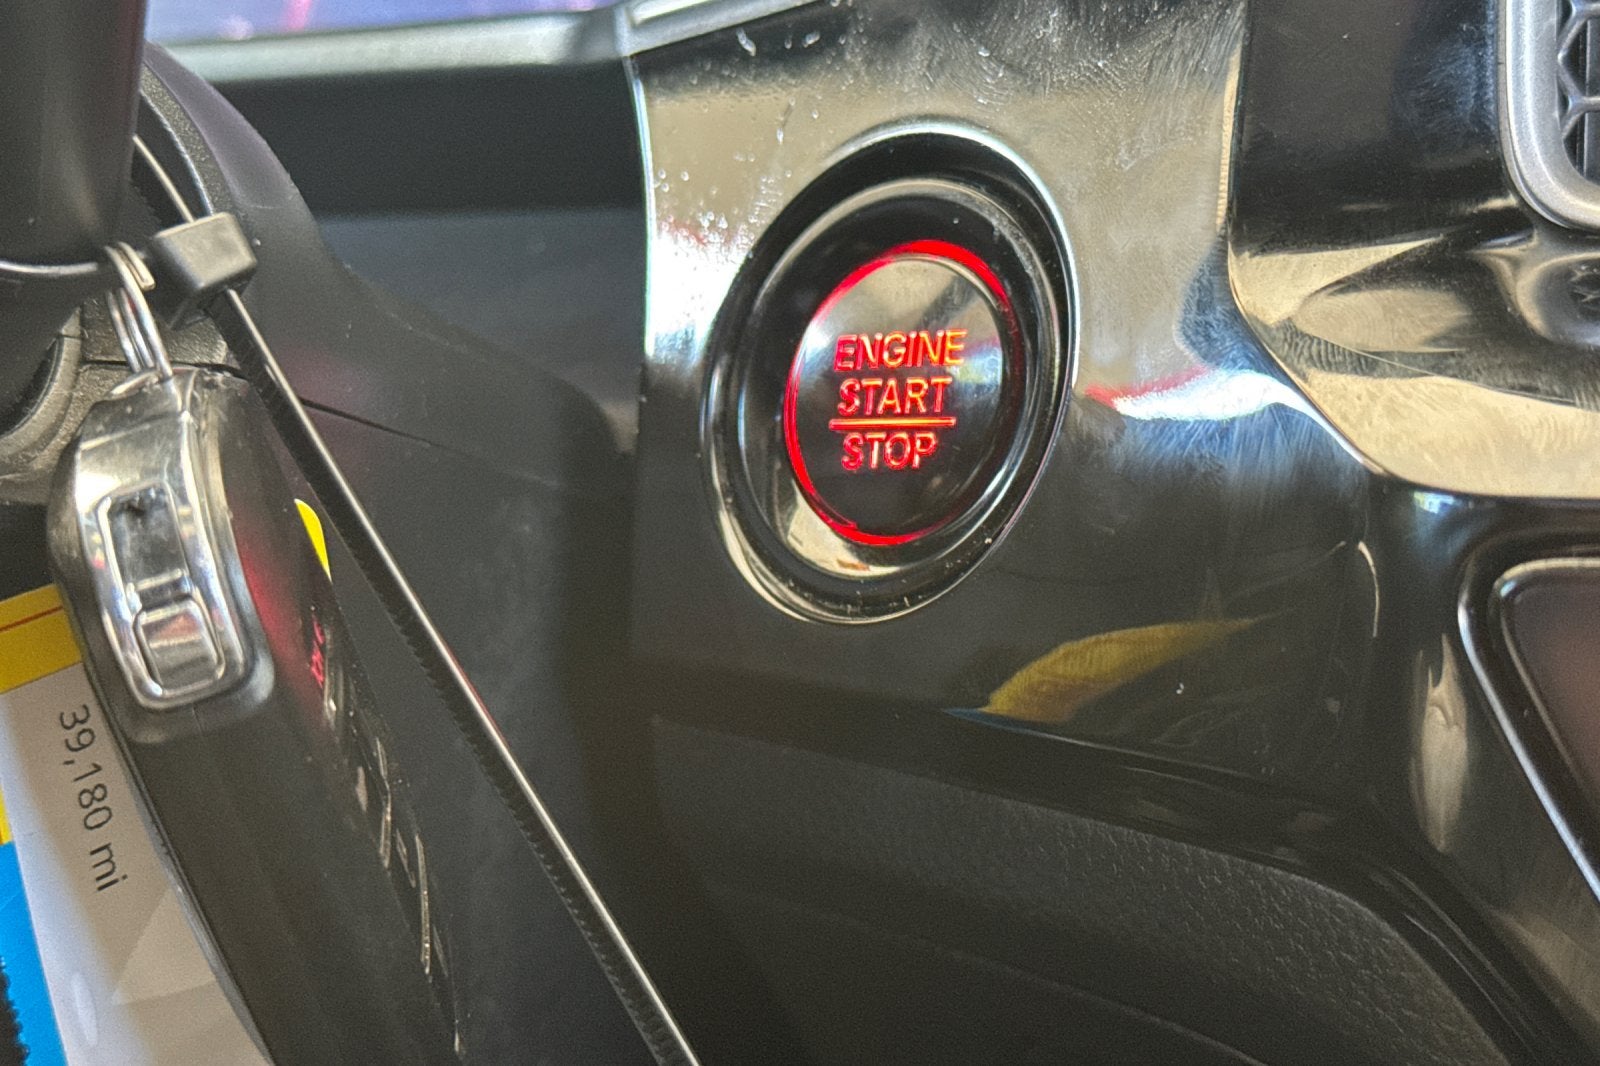 ENGINE
START
STOP
39,180 mi